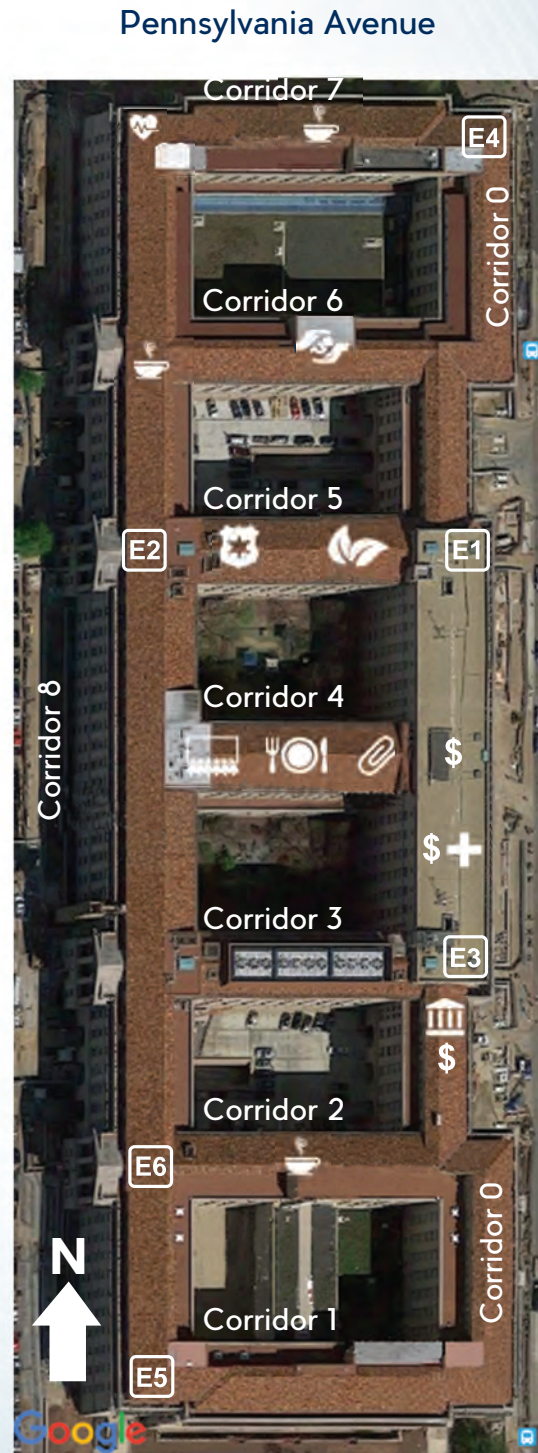 Pennsylvania Avenue
Corridor 7
E4
Corridor 0
Corridor 6
Corridor 5
E2
E1
Corridor 4
Corridor 8
$
$
Corridor 3
E3
$
Corridor 2
E6
Corridor 0
N
Corridor 1
E5
Google